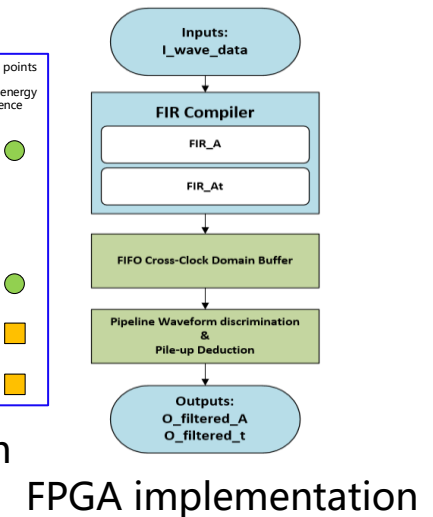 points
energy
ence
Inputs:
I_wave_data
FIR Compiler
FIR_A
FIR_At
FIFO Cross-Clock Domain Buffer
Pipeline Waveform discrimination
&
Pile-up Deduction
Outputs:
O_filtered_A
O_filtered_t
n
FPGA implementation